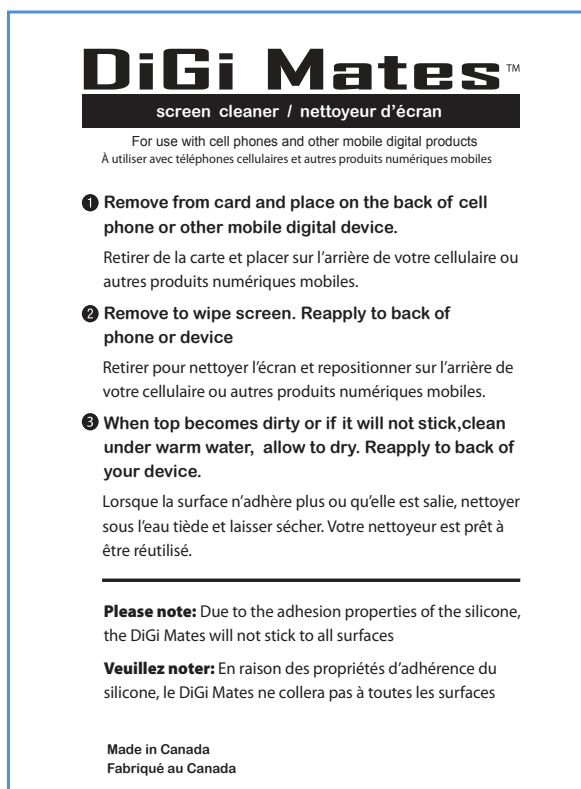 DiGi Mates™
screen cleaner / nettoyeur d'écran
For use with cell phones and other mobile digital products
À utiliser avec téléphones cellulaires et autres produits numériques mobiles
❶ Remove from card and place on the back of cell
phone or other mobile digital device.
Retirer de la carte et placer sur l'arrière de votre cellulaire ou
autres produits numériques mobiles.
❷ Remove to wipe screen. Reapply to back of
phone or device
Retirer pour nettoyer l'écran et repositionner sur l'arrière de
votre cellulaire ou autres produits numériques mobiles.
❸ When top becomes dirty or if it will not stick,clean
under warm water, allow to dry. Reapply to back of
your device.
Lorsque la surface n'adhère plus ou qu'elle est salie, nettoyer
sous l'eau tiède et laisser sécher. Votre nettoyeur est prêt à
être réutilisé.
Please note: Due to the adhesion properties of the silicone,
the DiGi Mates will not stick to all surfaces
Veuillez noter: En raison des propriétés d'adhérence du
silicone, le DiGi Mates ne collera pas à toutes les surfaces
Made in Canada
Fabriqué au Canada